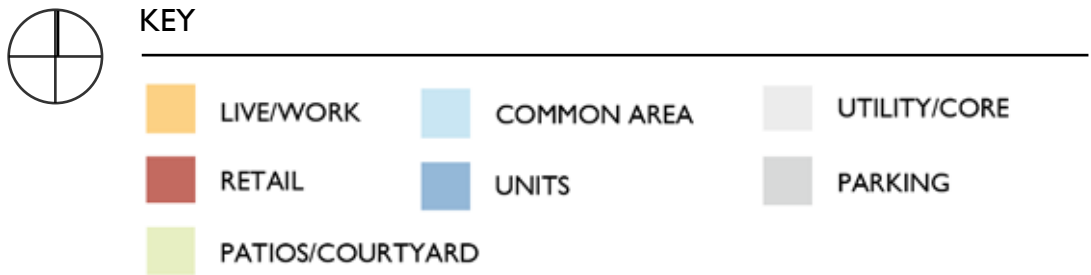 KEY
LIVE/WORK
COMMON AREA
UTILITY/CORE
RETAIL
UNITS
PARKING
PATIOS/COURTYARD